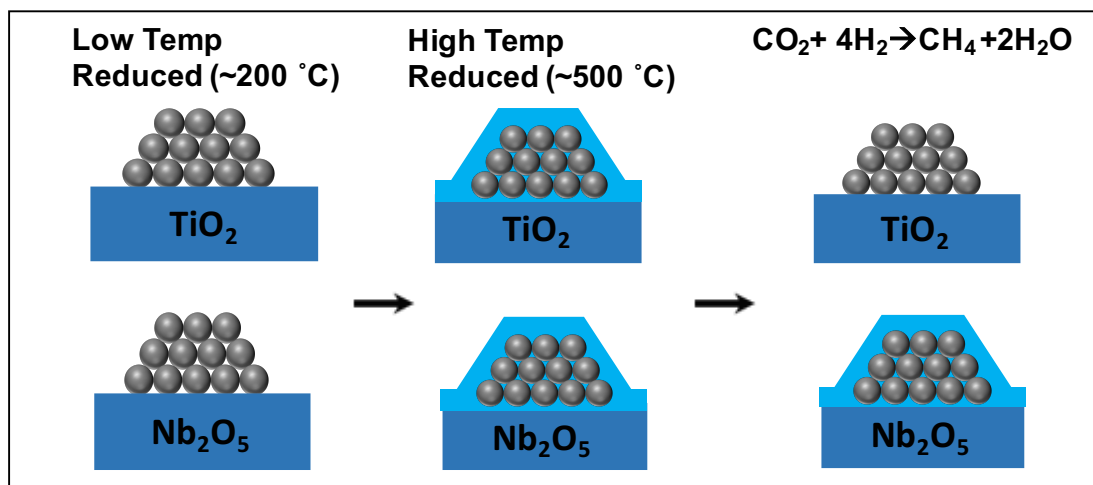 Low Temp
Reduced (~200 ˚C)
High Temp
Reduced (~500 ˚C)
CO₂+ 4H₂→CH₄ +2H₂O
TiO₂
TiO₂
TiO₂
Nb₂O₅
Nb₂O₅
Nb₂O₅